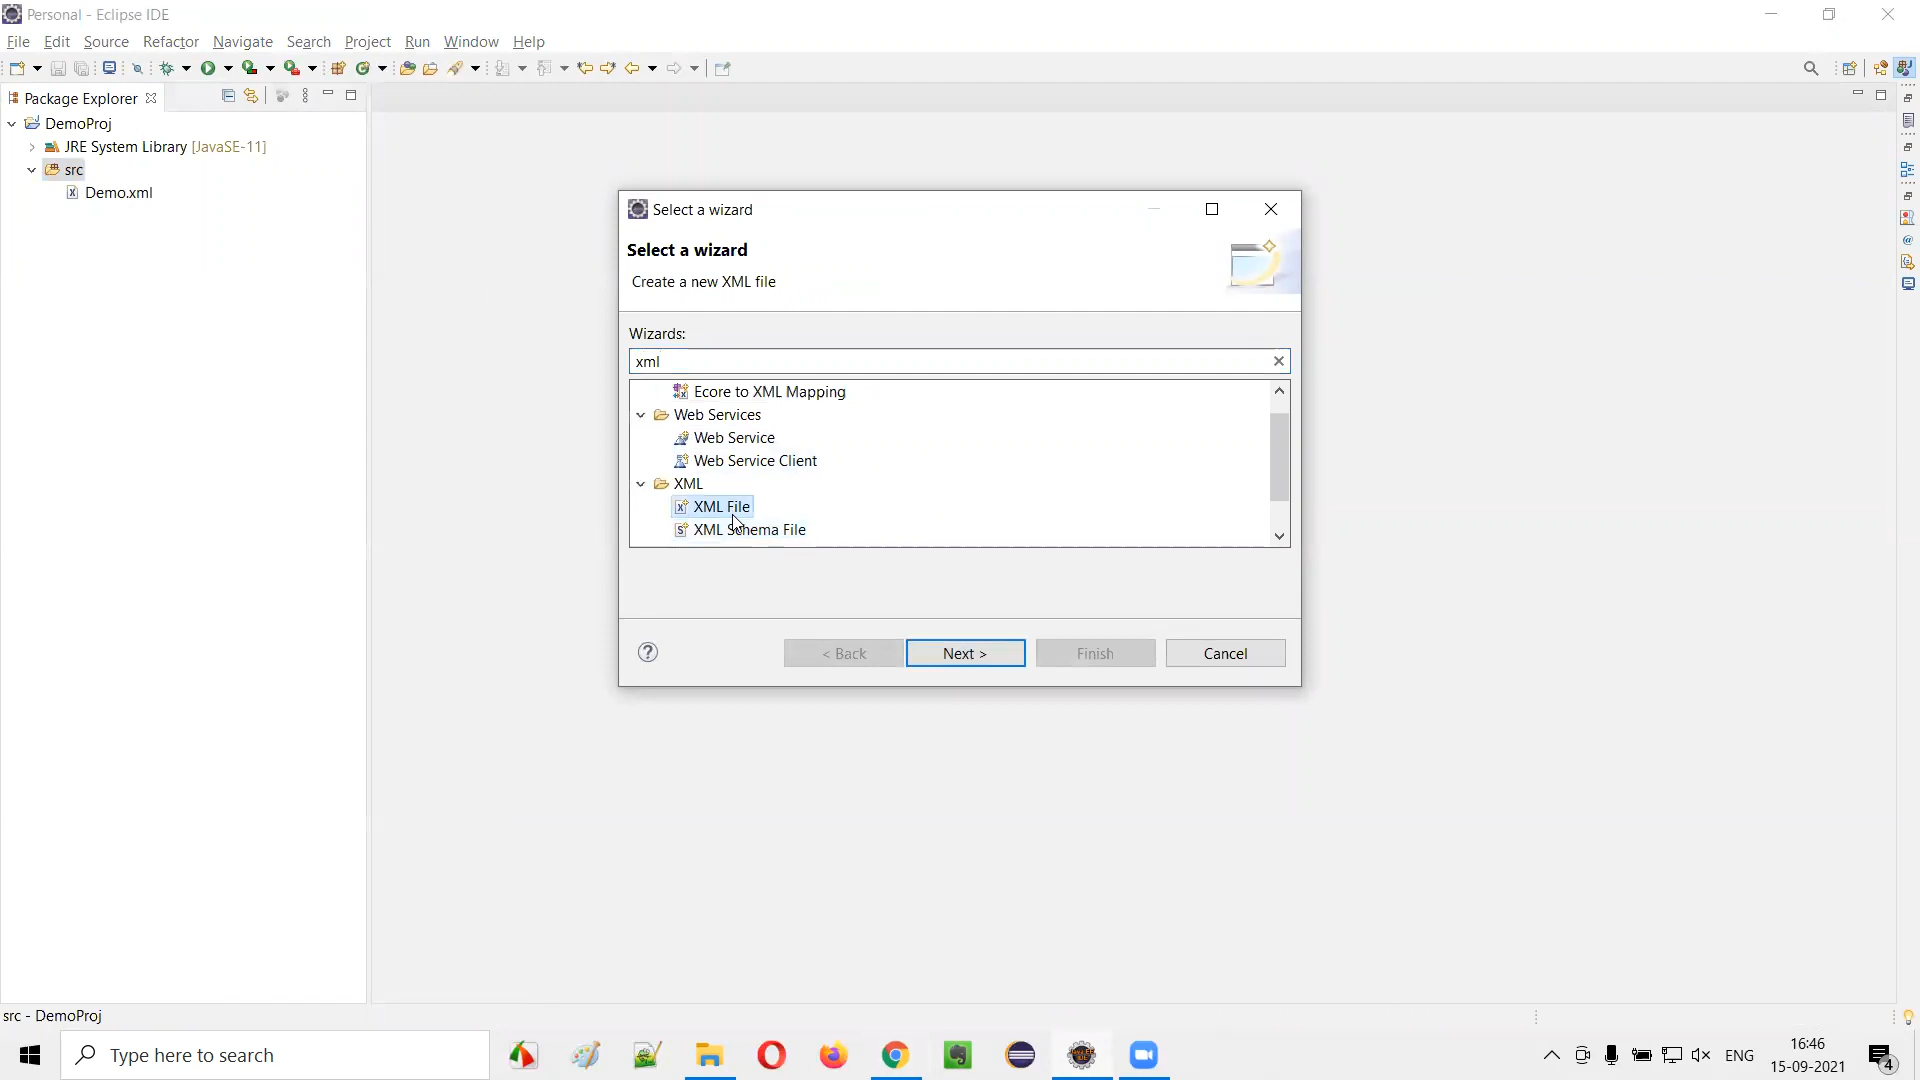 Personal - Eclipse IDE
File Edit Source Refactor Navigate Search Project Run Window Help
Package Explorer
DemoProj
JRE System Library [JavaSE-11]
src
Demo.xml
Select a wizard
Select a wizard
Create a new XML file
Wizards:
xml
Ecore to XML Mapping
Web Services
Web Service
Web Service Client
XML
XML File
XML Schema File
< Back Next > Finish Cancel
src - DemoProj
Type here to search
ENG
16:46
15-09-2021
4